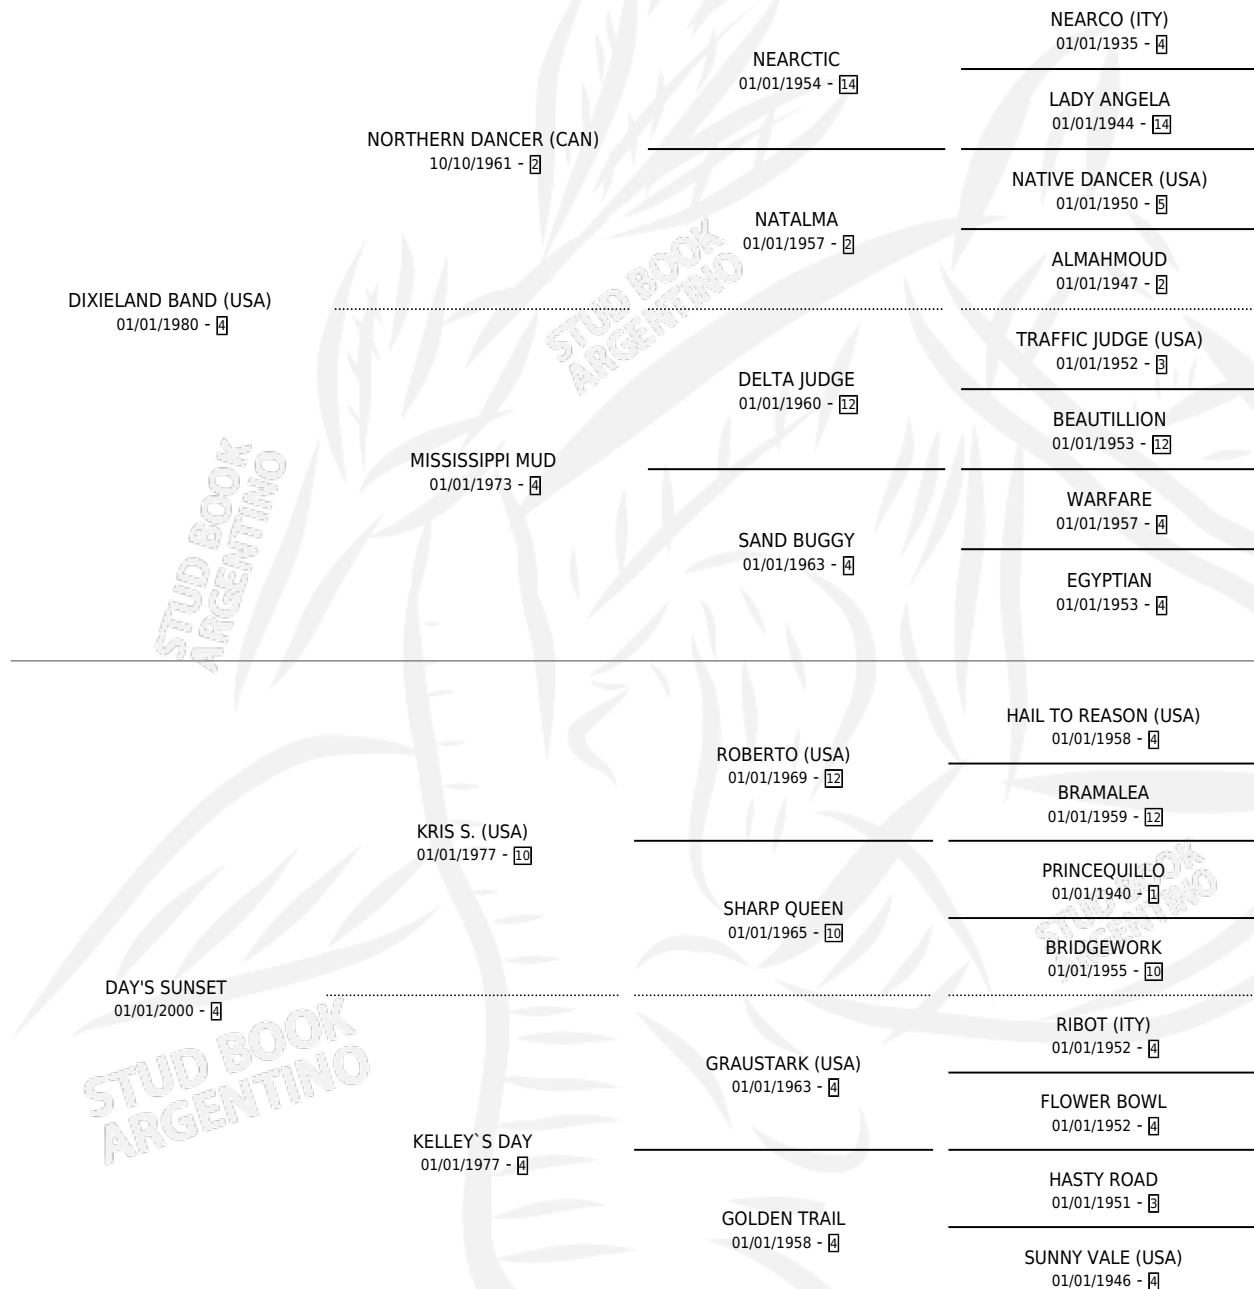 NEARCO (ITY)
01/01/1935 - 4
NEARCTIC
01/01/1954 - 14
LADY ANGELA
01/01/1944 - 14
NORTHERN DANCER (CAN)
10/10/1961 - 2
NATIVE DANCER (USA)
01/01/1950 - 5
NATALMA
01/01/1957 - 2
ALMAHMOUD
01/01/1947 - 2
DIXIELAND BAND (USA)
01/01/1980 - 4
TRAFFIC JUDGE (USA)
01/01/1952 - 3
DELTA JUDGE
01/01/1960 - 12
BEAUTILLION
01/01/1953 - 12
MISSISSIPPI MUD
01/01/1973 - 4
WARFARE
01/01/1957 - 4
SAND BUGGY
01/01/1963 - 4
EGYPTIAN
01/01/1953 - 4
HAIL TO REASON (USA)
01/01/1958 - 4
ROBERTO (USA)
01/01/1969 - 12
BRAMALEA
01/01/1959 - 12
KRIS S. (USA)
01/01/1977 - 10
PRINCEQUILLO
01/01/1940 - 1
SHARP QUEEN
01/01/1965 - 10
BRIDGEWORK
01/01/1955 - 10
DAY'S SUNSET
01/01/2000 - 4
RIBOT (ITY)
01/01/1952 - 4
GRAUSTARK (USA)
01/01/1963 - 4
FLOWER BOWL
01/01/1952 - 4
KELLEY`S DAY
01/01/1977 - 4
HASTY ROAD
01/01/1951 - 3
GOLDEN TRAIL
01/01/1958 - 4
SUNNY VALE (USA)
01/01/1946 - 4
STUD BOOK
ARGENTINO
STUD BOOK
ARGENTINO
STUD BOOK
ARGENTINO
STUD BOOK
ARGENTINO